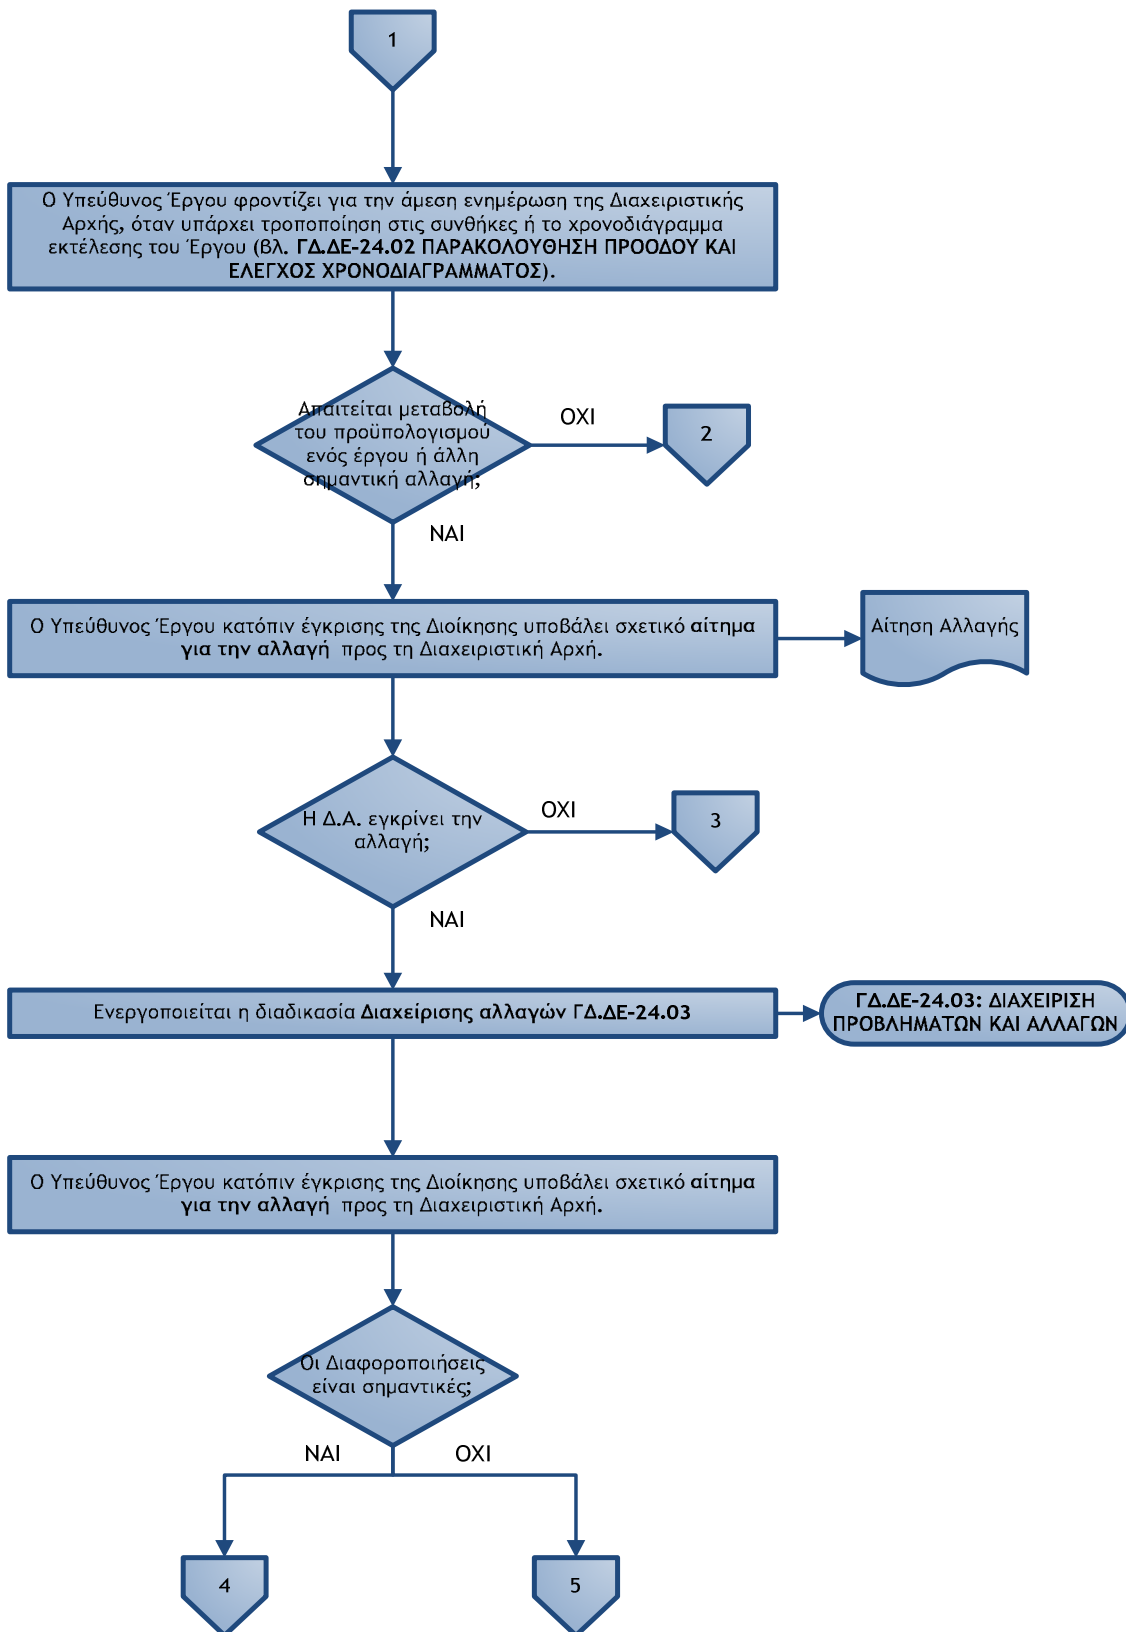 1
Ο Υπεύθυνος Έργου φροντίζει για την άμεση ενημέρωση της Διαχειριστικής
Αρχής, όταν υπάρχει τροποποίηση στις συνθήκες ή το χρονοδιάγραμμα
εκτέλεσης του Έργου (βλ. ΓΔ.ΔΕ-24.02 ΠΑΡΑΚΟΛΟΥΘΗΣΗ ΠΡΟΟΔΟΥ ΚΑΙ
ΕΛΕΓΧΟΣ ΧΡΟΝΟΔΙΑΓΡΑΜΜΑΤΟΣ).
Απαιτείται μεταβολή
του προϋπολογισμού
ενός έργου ή άλλη
σημαντική αλλαγή;
ΟΧΙ
2
ΝΑΙ
Ο Υπεύθυνος Έργου κατόπιν έγκρισης της Διοίκησης υποβάλει σχετικό αίτημα
για την αλλαγή προς τη Διαχειριστική Αρχή.
Αίτηση Αλλαγής
Η Δ.Α. εγκρίνει την
αλλαγή;
ΟΧΙ
3
ΝΑΙ
Ενεργοποιείται η διαδικασία Διαχείρισης αλλαγών ΓΔ.ΔΕ-24.03
ΓΔ.ΔΕ-24.03: ΔΙΑΧΕΙΡΙΣΗ
ΠΡΟΒΛΗΜΑΤΩΝ ΚΑΙ ΑΛΛΑΓΩΝ
Ο Υπεύθυνος Έργου κατόπιν έγκρισης της Διοίκησης υποβάλει σχετικό αίτημα
για την αλλαγή προς τη Διαχειριστική Αρχή.
Οι Διαφοροποιήσεις
είναι σημαντικές;
ΝΑΙ
ΟΧΙ
4
5